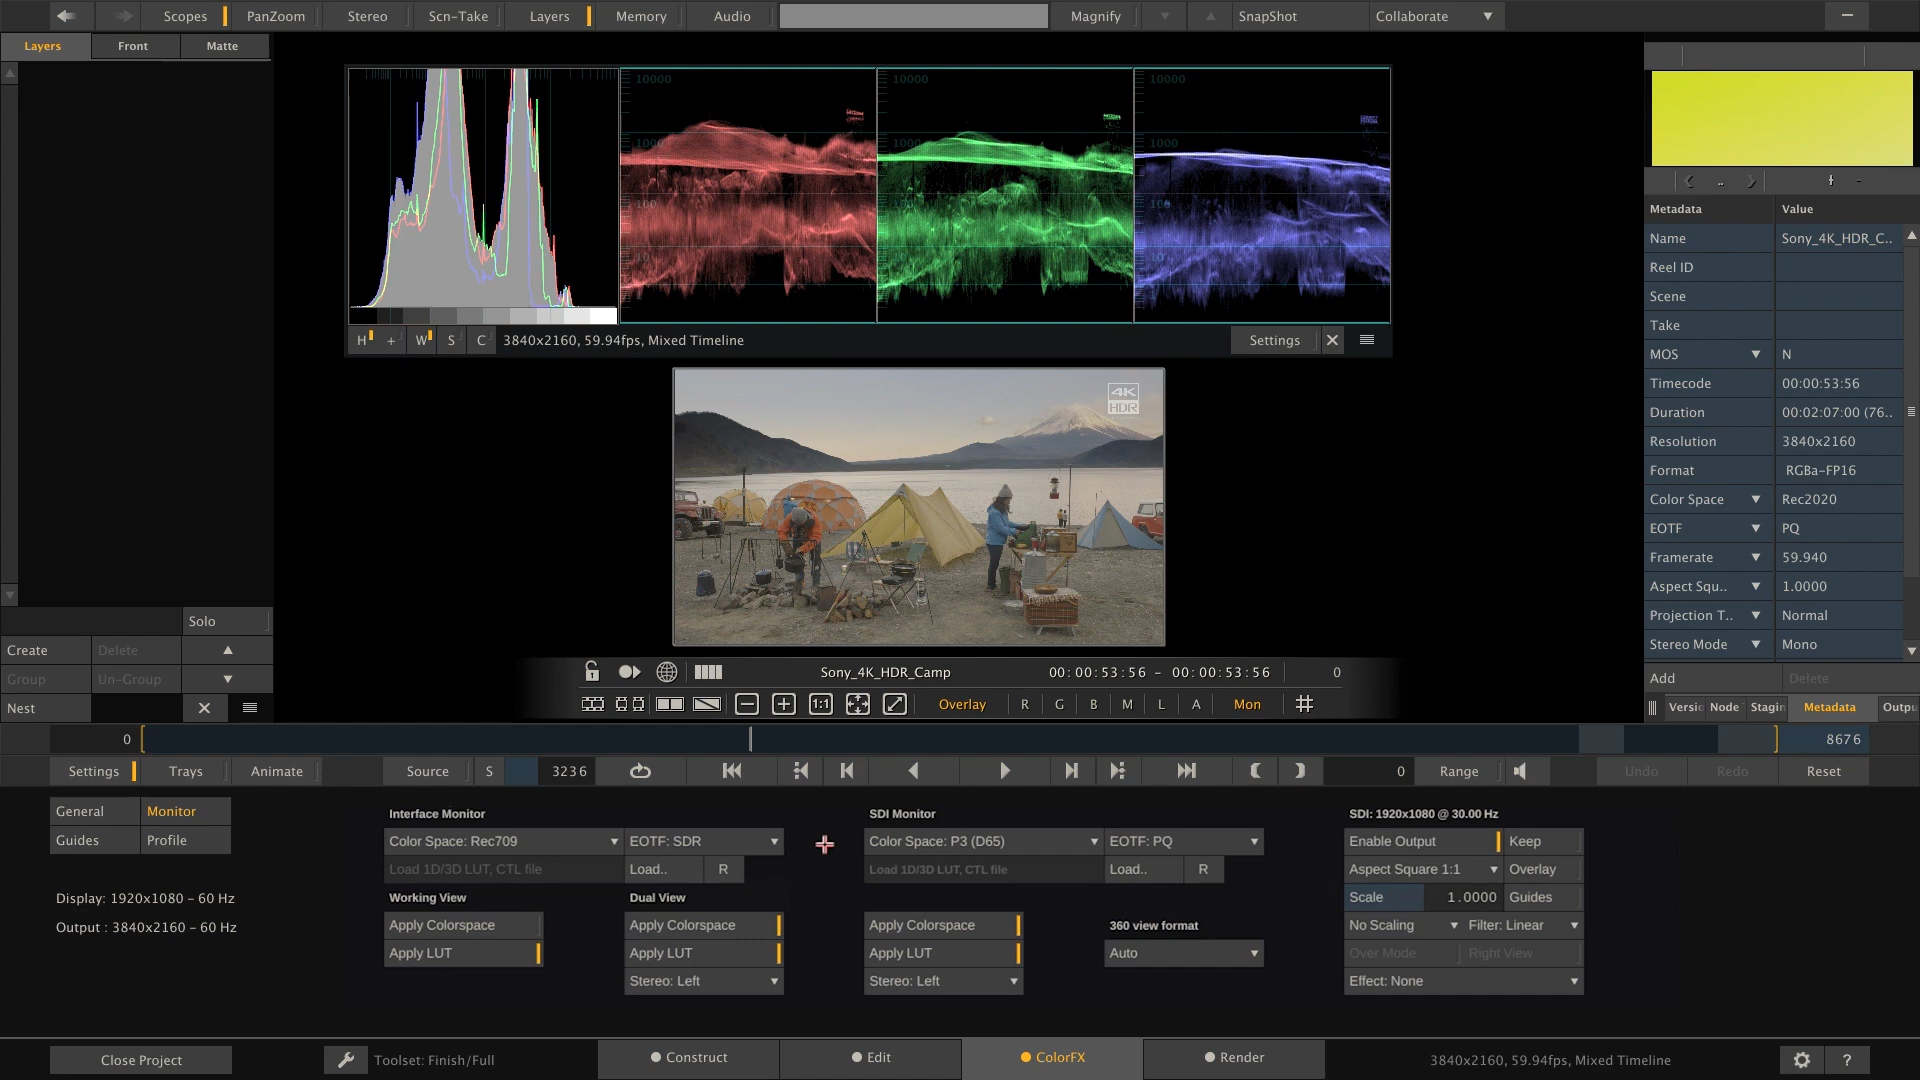 Scopes PanZoom Stereo Scn-Take Layers Memory Audio Magnify SnapShot Collaborate
Layers Front Matte
10000 10000 10000
1000 1000 1000
100 100 100
10 10 10
H + W S C 3840x2160, 59.94fps, Mixed Timeline Settings
4K
HDR
Metadata Value
Name Sony_4K_HDR_C..
Reel ID
Scene
Take
MOS N
Timecode 00:00:53:56
Duration 00:02:07:00 (76..
Resolution 3840x2160
Format RGBa-FP16
Color Space Rec2020
EOTF PQ
Framerate 59.940
Aspect Squ.. 1.0000
Projection T.. Normal
Stereo Mode Mono
Add Delete
Versic Node Stagin Metadata Outpu
Solo
Create Delete
Group Un-Group
Nest
Sony_4K_HDR_Camp 00:00:53:56 - 00:00:53:56 0
1:1 Overlay R G B M L A Mon
0 8676
Settings Trays Animate Source S 3236 0 Range Undo Redo Reset
General Monitor
Guides Profile
Display: 1920x1080 - 60 Hz
Output : 3840x2160 - 60 Hz
Interface Monitor
Color Space: Rec709 EOTF: SDR
Load 1D/3D LUT, CTL file Load.. R
Working View Dual View
Apply Colorspace Apply Colorspace
Apply LUT Apply LUT
Stereo: Left
SDI Monitor
Color Space: P3 (D65) EOTF: PQ
Load 1D/3D LUT, CTL file Load.. R
Apply Colorspace 360 view format
Apply LUT Auto
Stereo: Left
SDI: 1920x1080 @ 30.00 Hz
Enable Output Keep
Aspect Square 1:1 Overlay
Scale 1.0000 Guides
No Scaling Filter: Linear
Over Mode Right View
Effect: None
Close Project Toolset: Finish/Full Construct Edit ColorFX Render 3840x2160, 59.94fps, Mixed Timeline ?